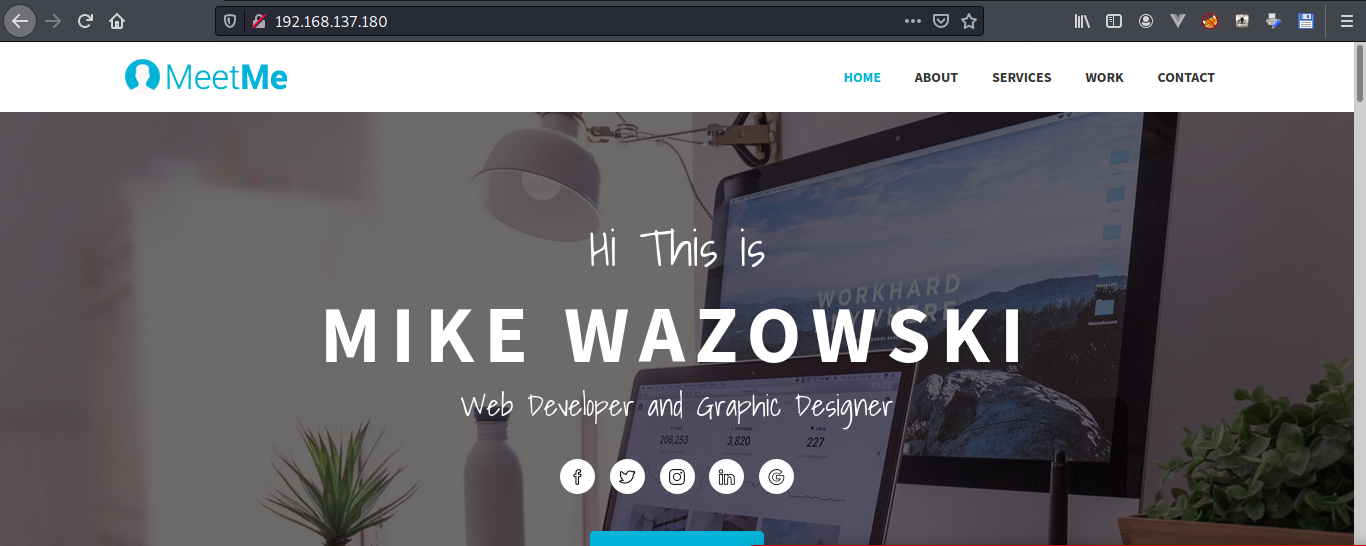 192.168.137.180
MeetMe
HOME ABOUT SERVICES WORK CONTACT
Hi This is
MIKE WAZOWSKI
Web Developer and Graphic Designer
WORKHARD
206,253 3,820 227